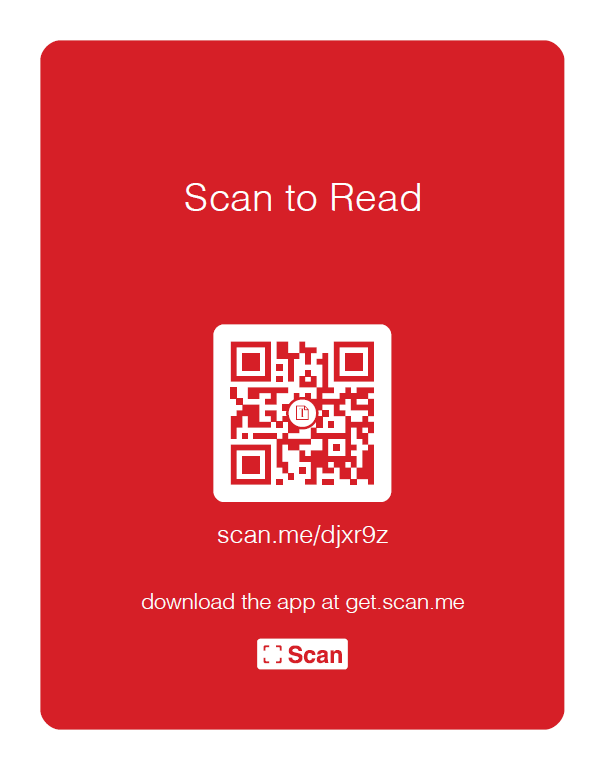 Scan to Read
scan.me/djxr9z
download the app at get.scan.me
Scan